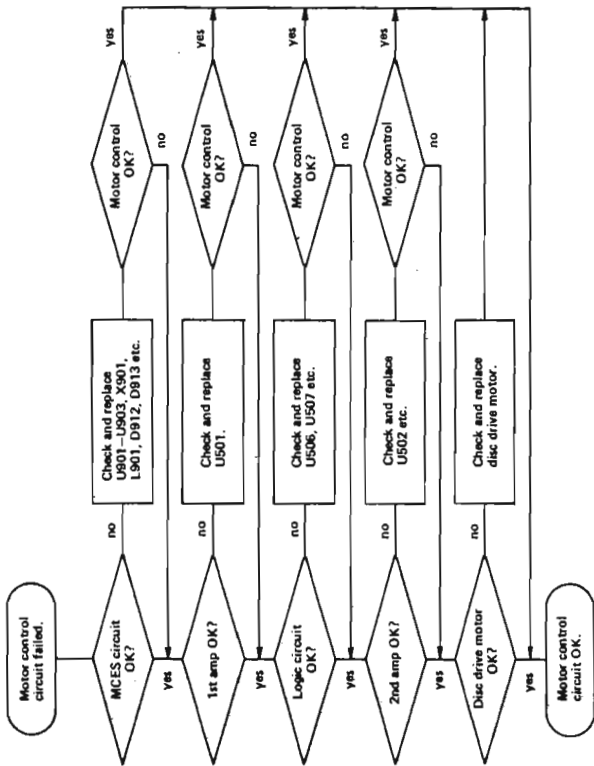 Motor control
circuit failed.
MCES circuit
OK?
no
Check and replace
U901–U903, X901,
L901, D912, D913 etc.
Motor control
OK?
yes
no
yes
1st amp OK?
no
Check and replace
U501.
Motor control
OK?
yes
no
yes
Logic circuit
OK?
no
Check and replace
U506, U507 etc.
Motor control
OK?
yes
no
yes
2nd amp OK?
no
Check and replace
U502 etc.
Motor control
OK?
yes
no
yes
Disc drive motor
OK?
no
Check and replace
disc drive motor.
yes
Motor control
circuit OK.